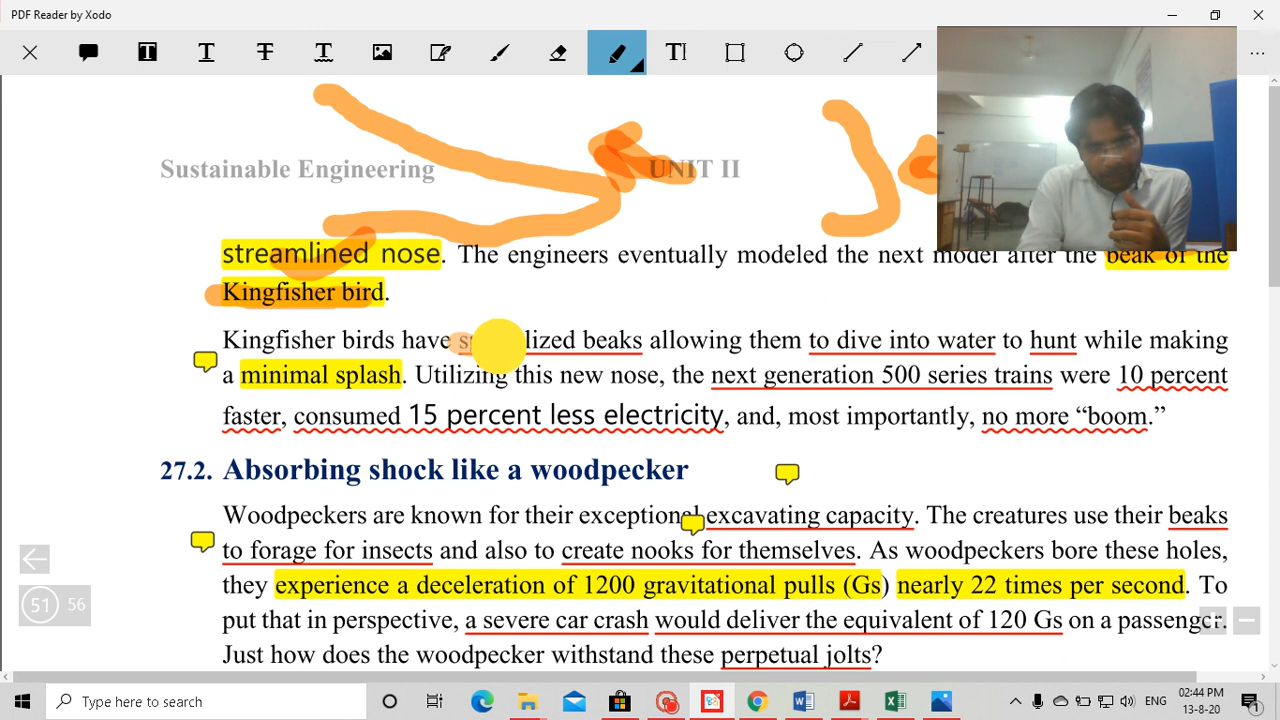 PDF Reader by Xodo
Sustainable Engineering UNIT II
streamlined nose. The engineers eventually modeled the next model after the beak of the
Kingfisher bird.
Kingfisher birds have specialized beaks allowing them to dive into water to hunt while making
a minimal splash. Utilizing this new nose, the next generation 500 series trains were 10 percent
faster, consumed 15 percent less electricity, and, most importantly, no more “boom.”
27.2. Absorbing shock like a woodpecker
Woodpeckers are known for their exceptional excavating capacity. The creatures use their beaks
to forage for insects and also to create nooks for themselves. As woodpeckers bore these holes,
they experience a deceleration of 1200 gravitational pulls (Gs) nearly 22 times per second. To
put that in perspective, a severe car crash would deliver the equivalent of 120 Gs on a passenger.
Just how does the woodpecker withstand these perpetual jolts?
51 56
Type here to search
ENG
02:44 PM
13-8-20